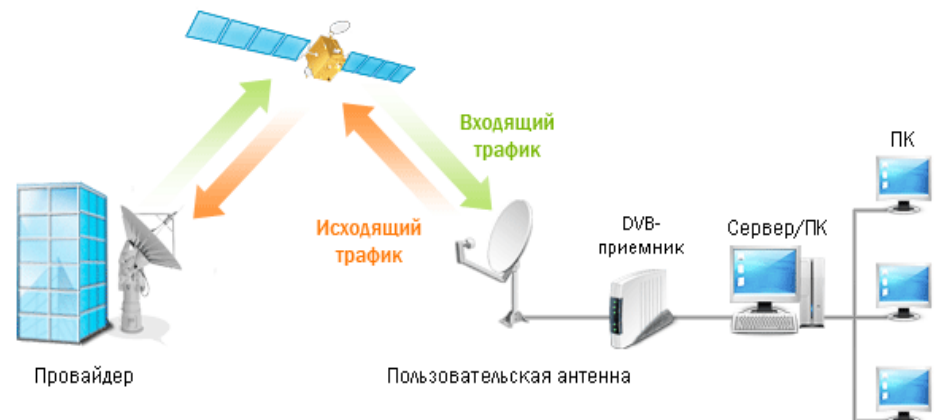 Входящий
трафик
ПК
Исходящий
трафик
DVB-
приемник
Сервер/ПК
Провайдер
Пользовательская антенна